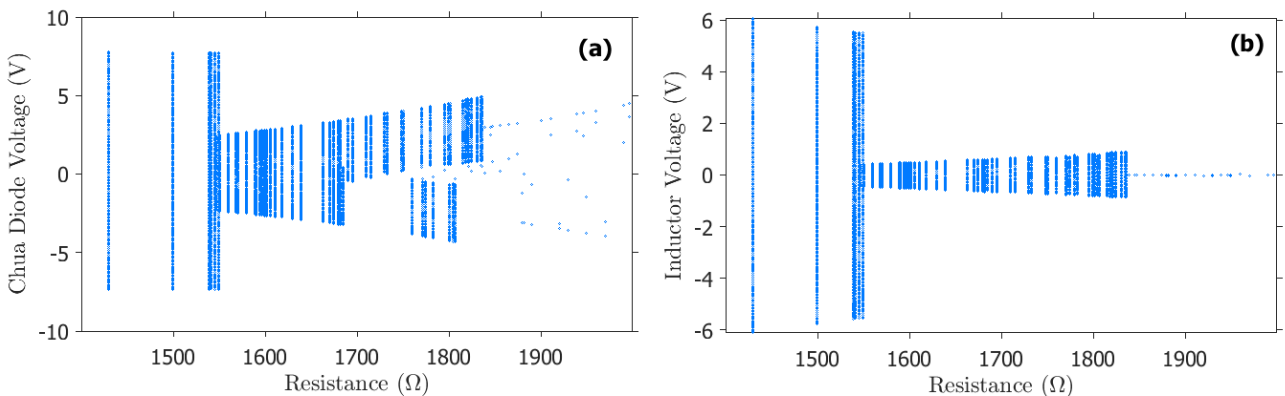 (a)
Chua Diode Voltage (V)
10
5
0
-5
-10
1500 1600 1700 1800 1900
Resistance (Ω)
(b)
Inductor Voltage (V)
6
4
2
0
-2
-4
-6
1500 1600 1700 1800 1900
Resistance (Ω)